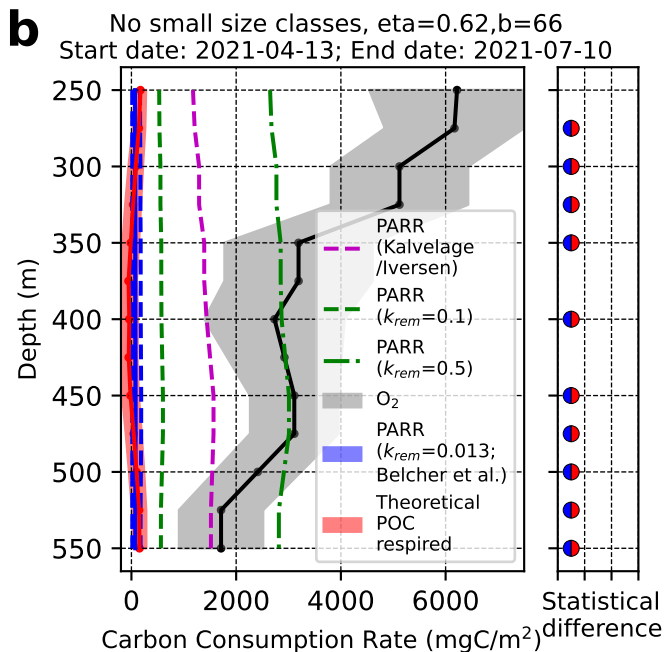 b
No small size classes, eta=0.62,b=66
Start date: 2021-04-13; End date: 2021-07-10
250
300
350
400
450
500
550
Depth (m)
PARR
(Kalvelage
/Iversen)
PARR
(k_rem=0.1)
PARR
(k_rem=0.5)
O₂
PARR
(k_rem=0.013;
Belcher et al.)
Theoretical
POC
respired
0 2000 4000 6000
Carbon Consumption Rate (mgC/m²)
Statistical
difference